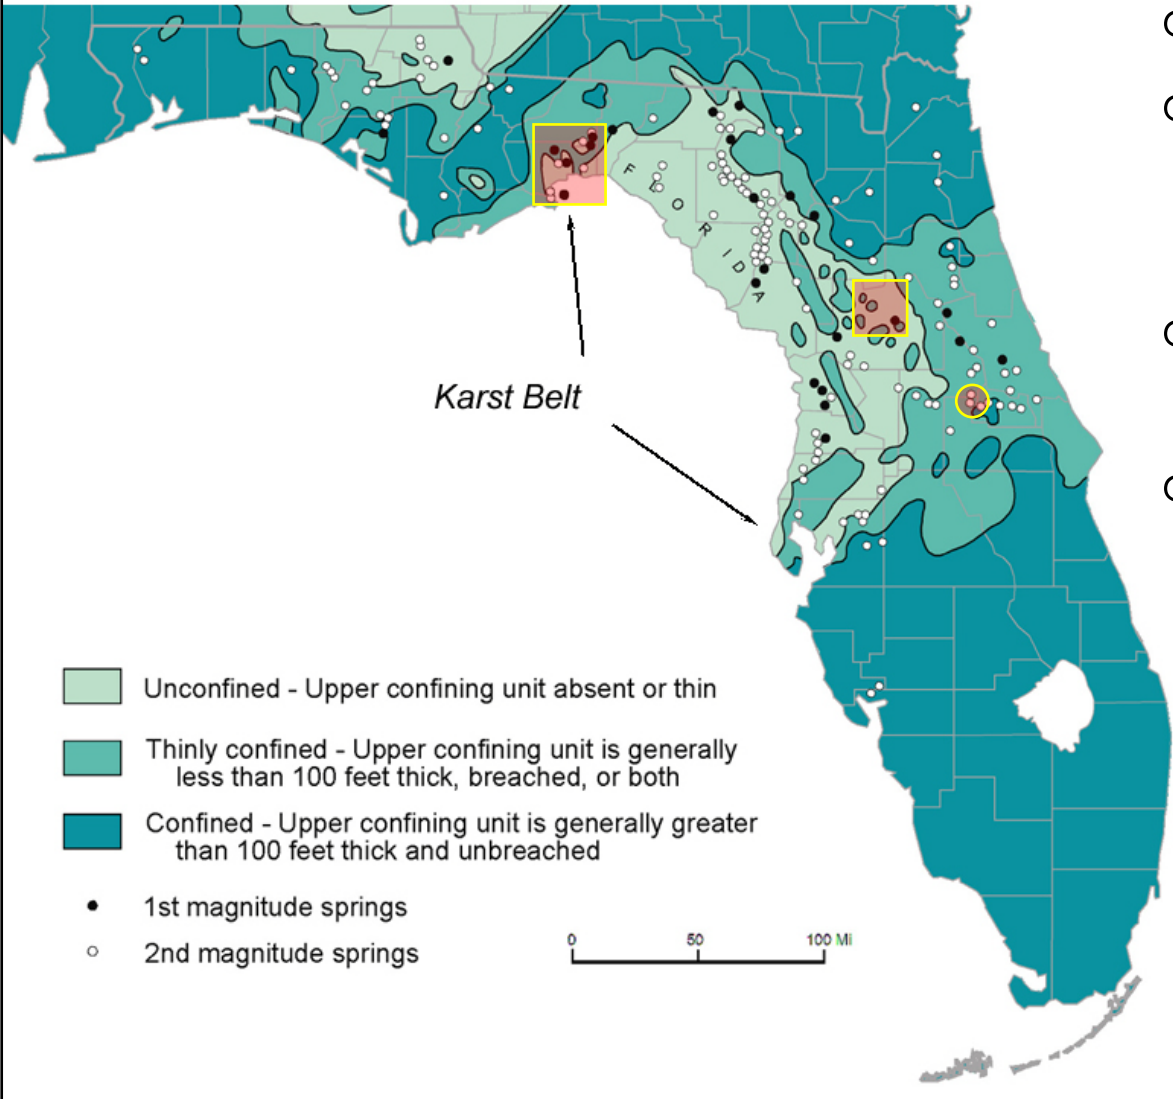 FLORIDA
Karst Belt
Unconfined - Upper confining unit absent or thin
Thinly confined - Upper confining unit is generally
less than 100 feet thick, breached, or both
Confined - Upper confining unit is generally greater
than 100 feet thick and unbreached
1st magnitude springs
2nd magnitude springs
0 50 100 Mi